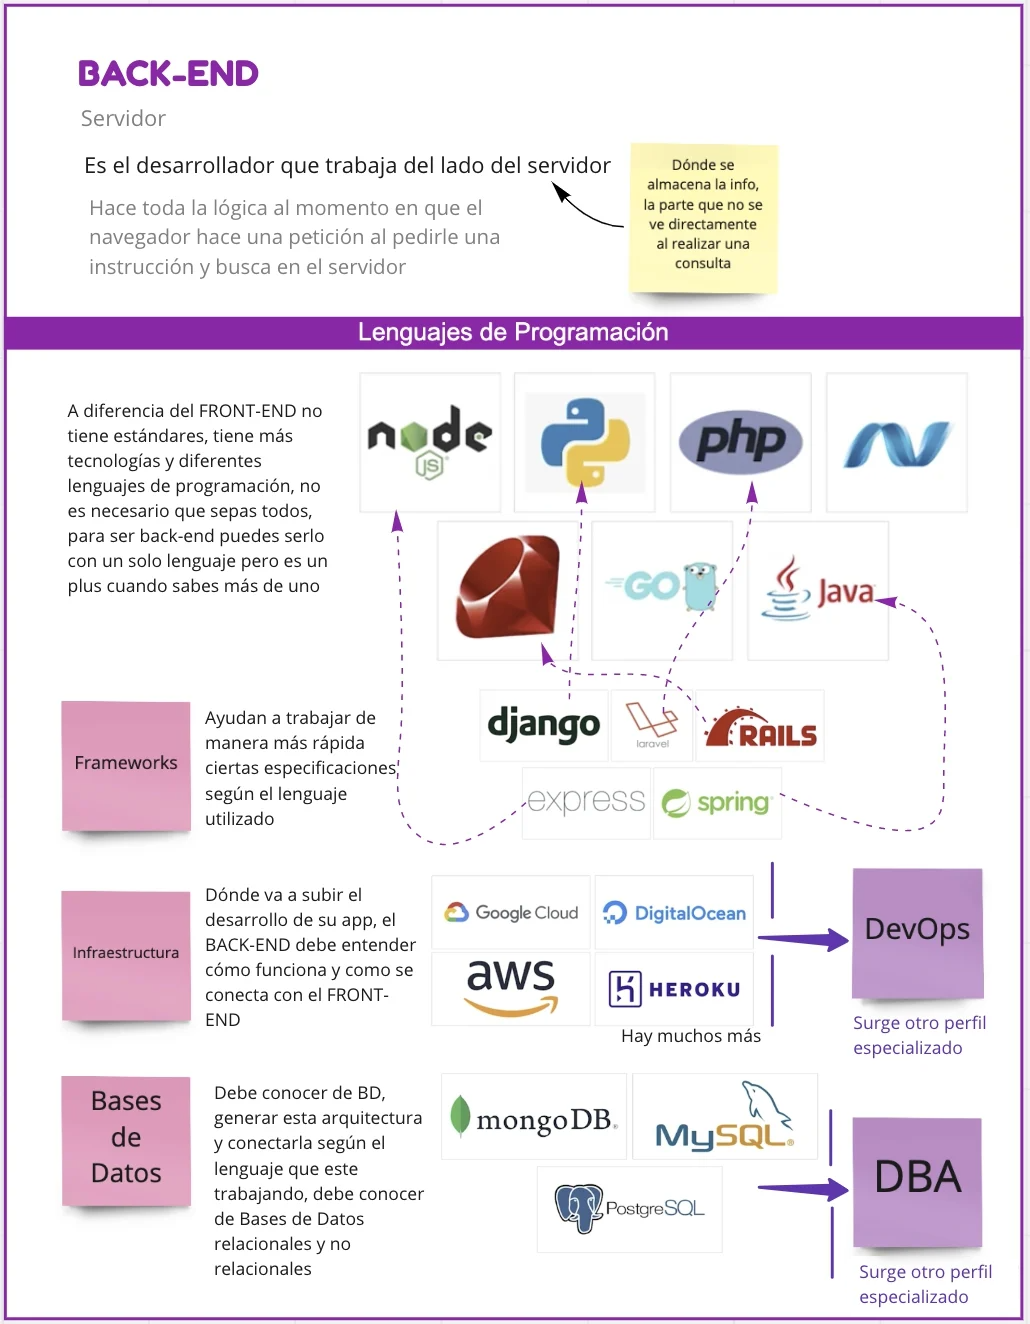 BACK-END
Servidor
Es el desarrollador que trabaja del lado del servidor
Hace toda la lógica al momento en que el
navegador hace una petición al pedirle una
instrucción y busca en el servidor
Dónde se
almacena la info,
la parte que no se
ve directamente
al realizar una
consulta
Lenguajes de Programación
A diferencia del FRONT-END no
tiene estándares, tiene más
tecnologías y diferentes
lenguajes de programación, no
es necesario que sepas todos,
para ser back-end puedes serlo
con un solo lenguaje pero es un
plus cuando sabes más de uno
node
JS
php
GO
Java
django
laravel
RAILS
express
spring
Frameworks
Ayudan a trabajar de
manera más rápida
ciertas especificaciones
según el lenguaje
utilizado
Infraestructura
Dónde va a subir el
desarrollo de su app, el
BACK-END debe entender
cómo funciona y como se
conecta con el FRONT-
END
Google Cloud
DigitalOcean
aws
HEROKU
Hay muchos más
DevOps
Surge otro perfil
especializado
Bases
de
Datos
Debe conocer de BD,
generar esta arquitectura
y conectarla según el
lenguaje que este
trabajando, debe conocer
de Bases de Datos
relacionales y no
relacionales
mongoDB®
MySQL®
PostgreSQL
DBA
Surge otro perfil
especializado